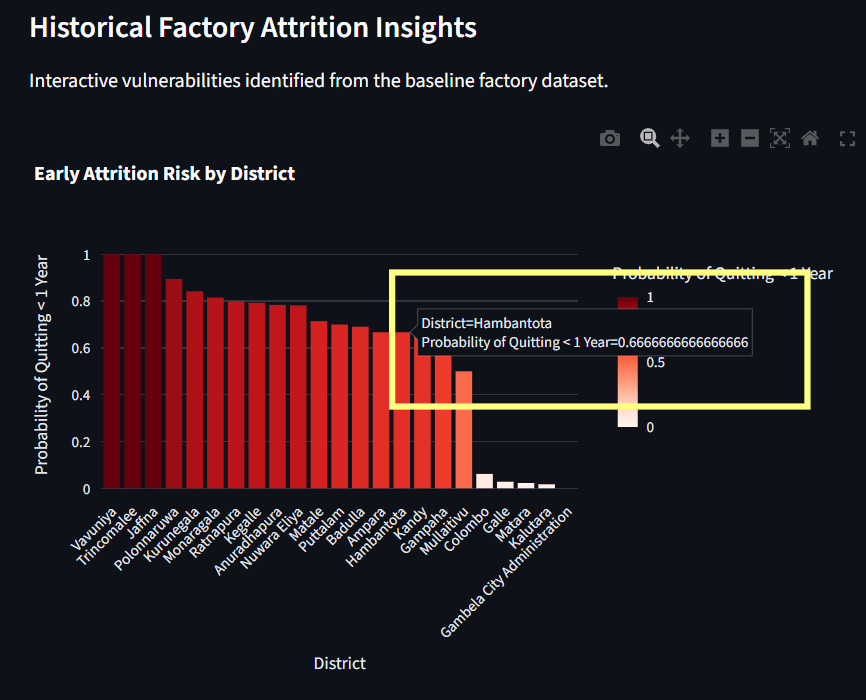 Historical Factory Attrition Insights
Interactive vulnerabilities identified from the baseline factory dataset.
Early Attrition Risk by District
Probability of Quitting < 1 Year
1
0.8
0.6
0.4
0.2
0
Probability of Quitting < 1 Year
1
0.5
0
District=Hambantota
Probability of Quitting < 1 Year=0.6666666666666666
Vavuniya
Trincomalee
Jaffna
Polonnaruwa
Kurunegala
Monaragala
Ratnapura
Kegalle
Anuradhapura
Nuwara Eliya
Matale
Puttalam
Badulla
Ampara
Hambantota
Kandy
Gampaha
Mullaitivu
Colombo
Galle
Matara
Kalutara
Gambela City Administration
District